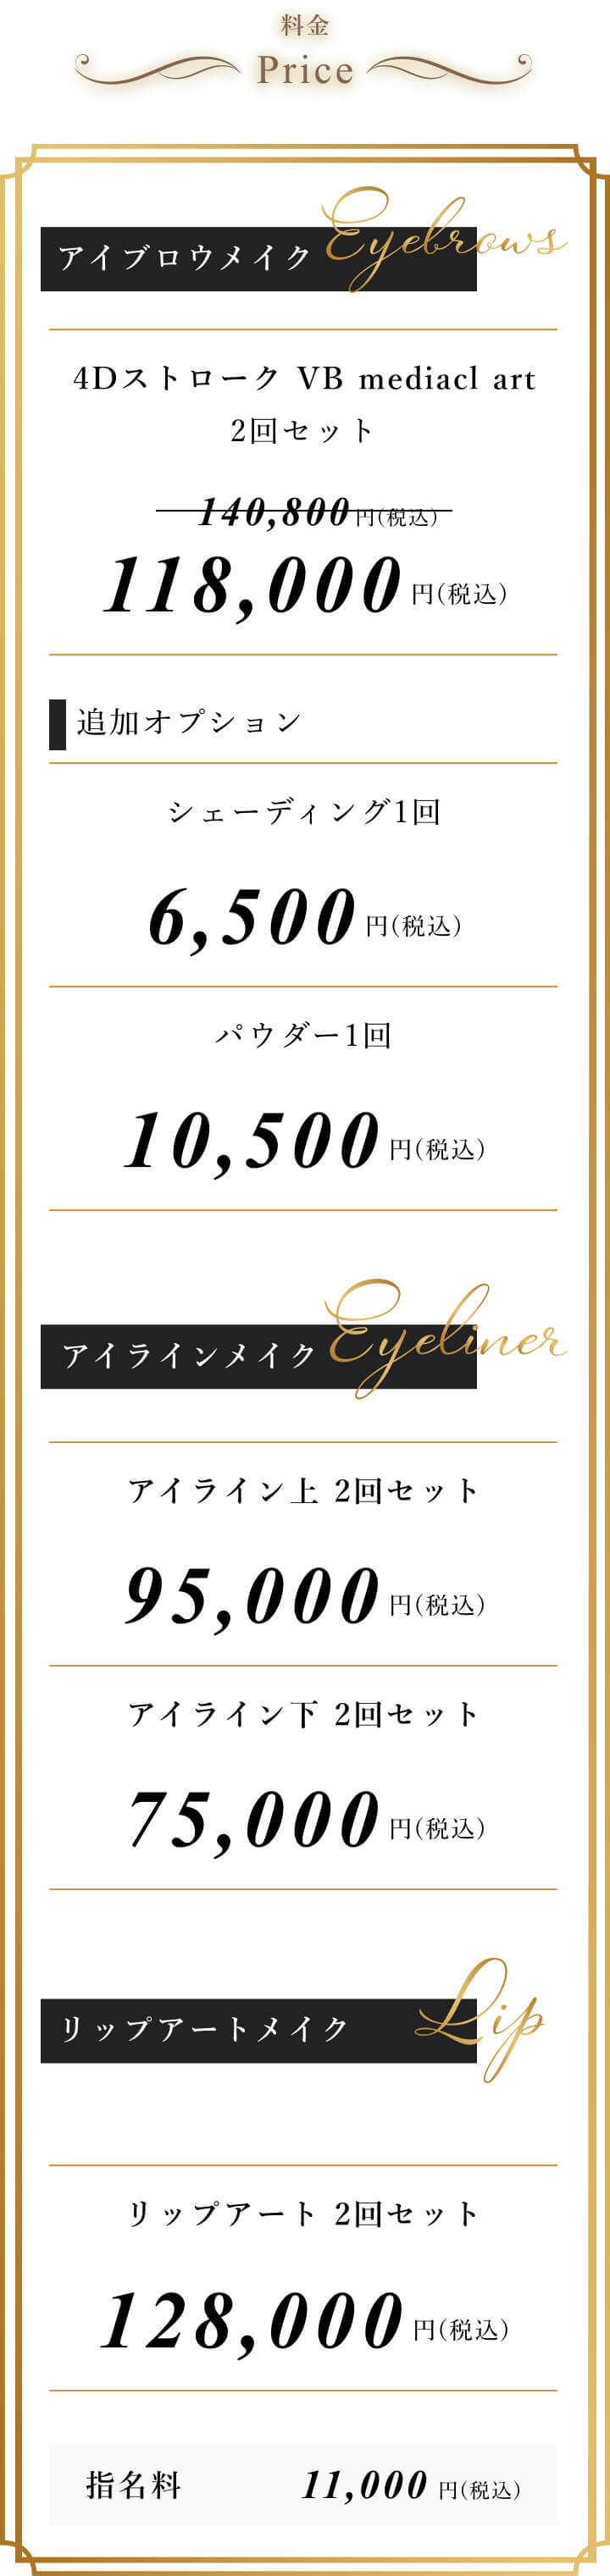 料金
Price
アイブロウメイク Eyebrows
4Dストローク VB mediacl art
2回セット
140,800円(税込)
118,000円(税込)
追加オプション
シェーディング1回
6,500円(税込)
パウダー1回
10,500円(税込)
アイラインメイク Eyeliner
アイライン上 2回セット
95,000円(税込)
アイライン下 2回セット
75,000円(税込)
リップアートメイク Lip
リップアート 2回セット
128,000円(税込)
指名料 11,000円(税込)